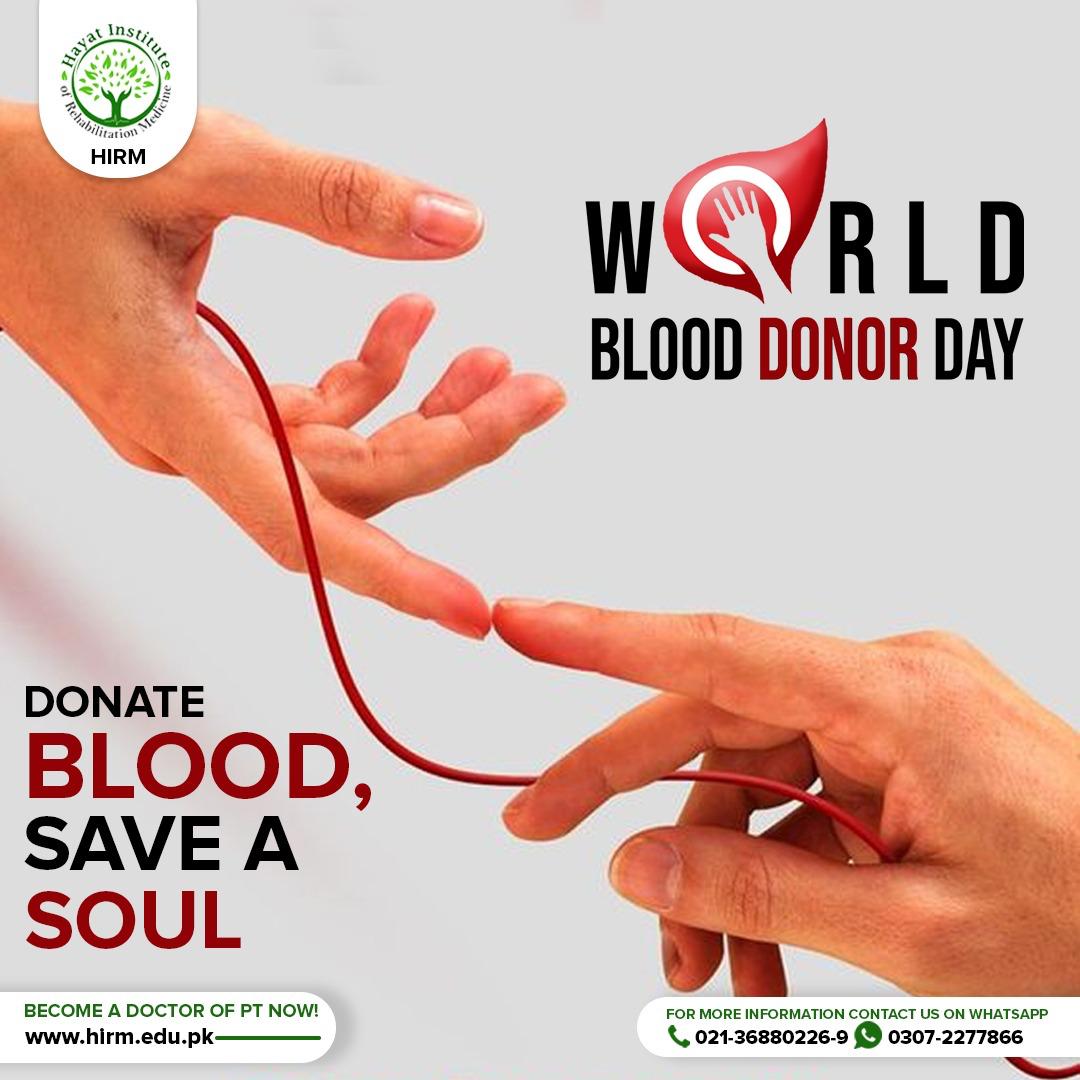 Hayat Institute
of Rehabilitation Medicine
HIRM
WORLD
BLOOD DONOR DAY
DONATE
BLOOD,
SAVE A
SOUL
BECOME A DOCTOR OF PT NOW!
www.hirm.edu.pk
FOR MORE INFORMATION CONTACT US ON WHATSAPP
021-36880226-9 0307-2277866